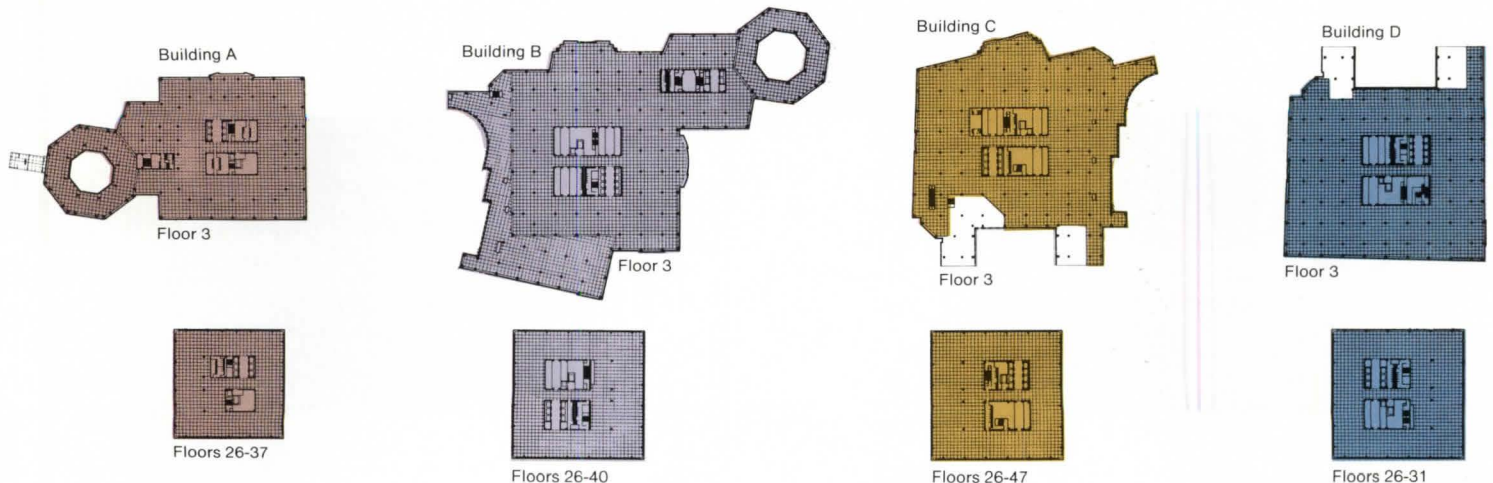 Building A
Building B
Building C
Building D
Floor 3
Floor 3
Floor 3
Floor 3
Floors 26-37
Floors 26-40
Floors 26-47
Floors 26-31